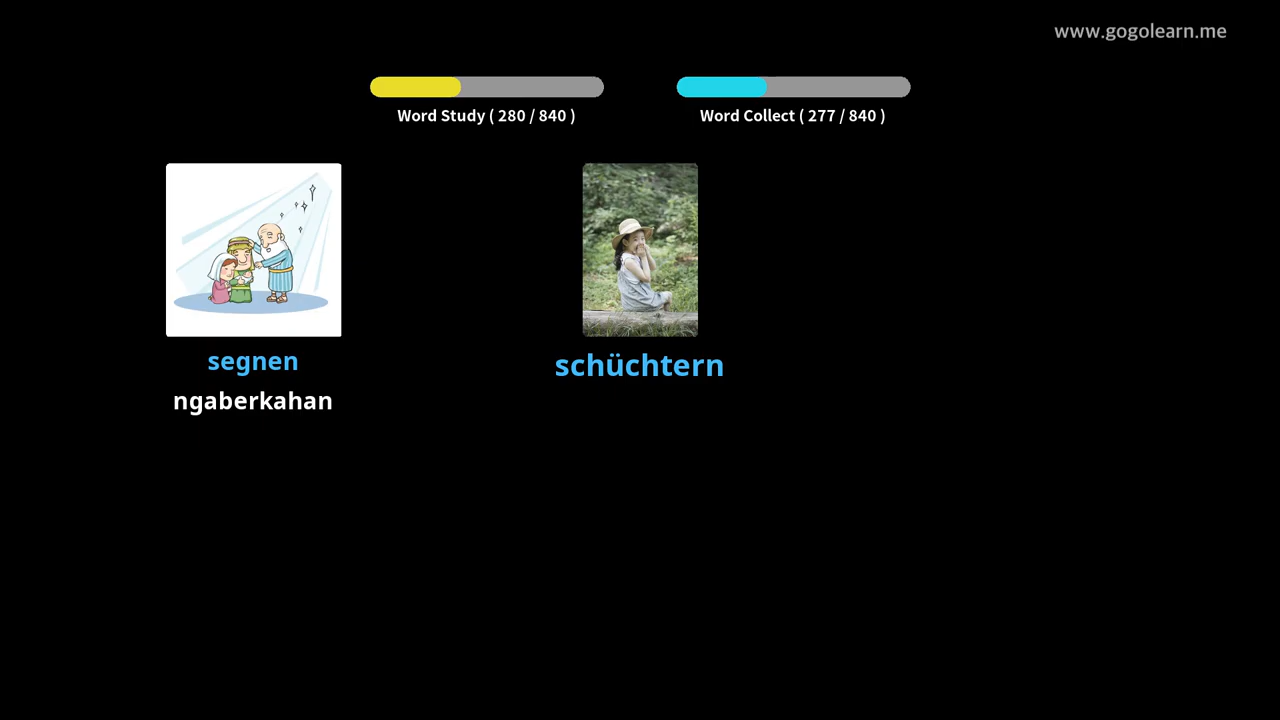 www.gogolearn.me
Word Study ( 280 / 840 )
Word Collect ( 277 / 840 )
segnen
ngaberkahan
schüchtern